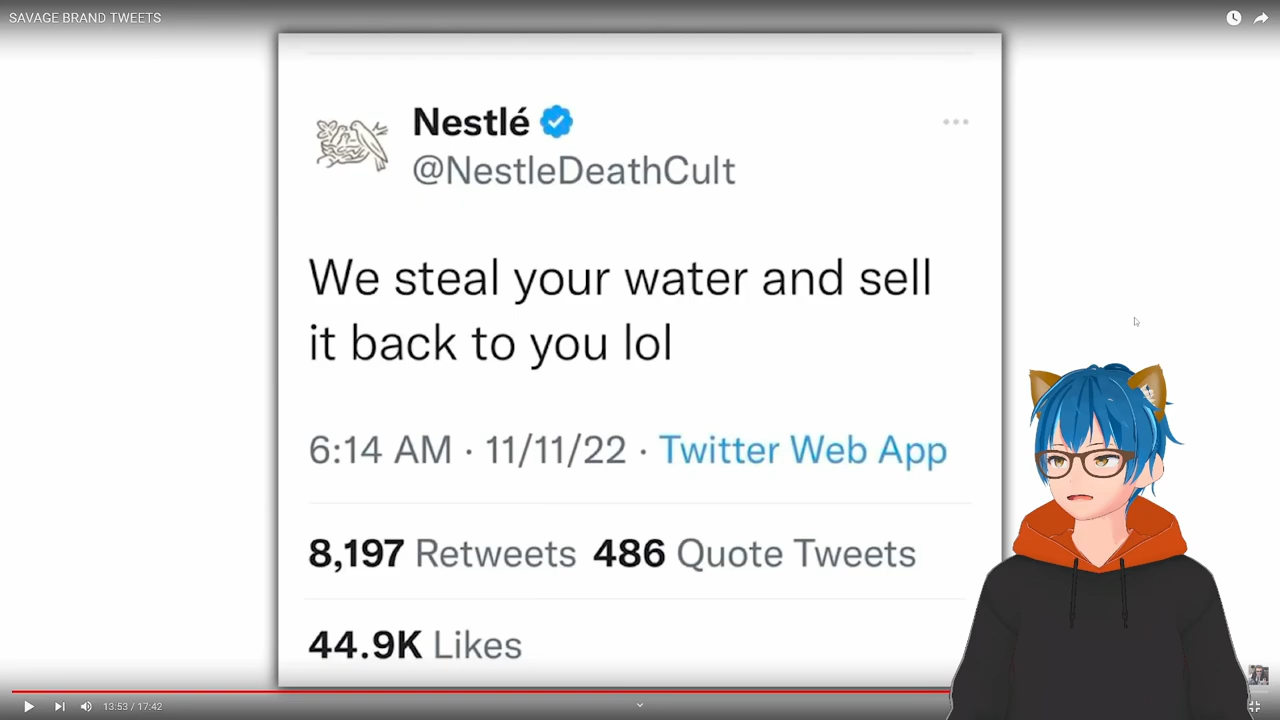 SAVAGE BRAND TWEETS
Nestlé
@NestleDeathCult
We steal your water and sell
it back to you lol
6:14 AM · 11/11/22 · Twitter Web App
8,197 Retweets 486 Quote Tweets
44.9K Likes
13:53 / 17:42